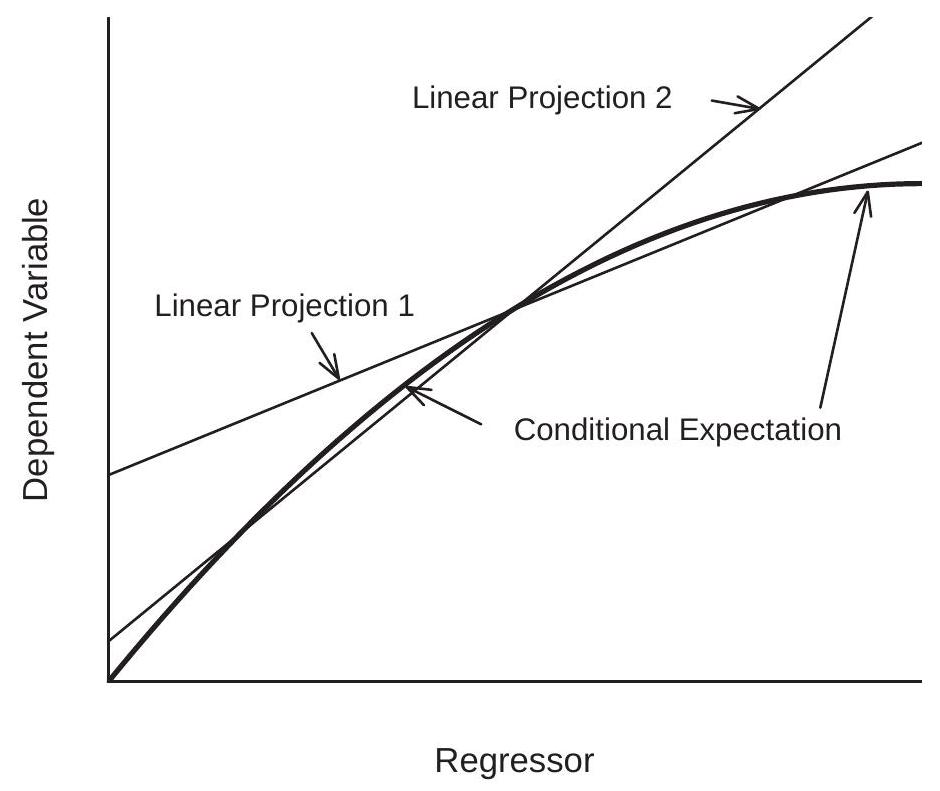 Linear Projection 2
Linear Projection 1
Conditional Expectation
Dependent Variable
Regressor